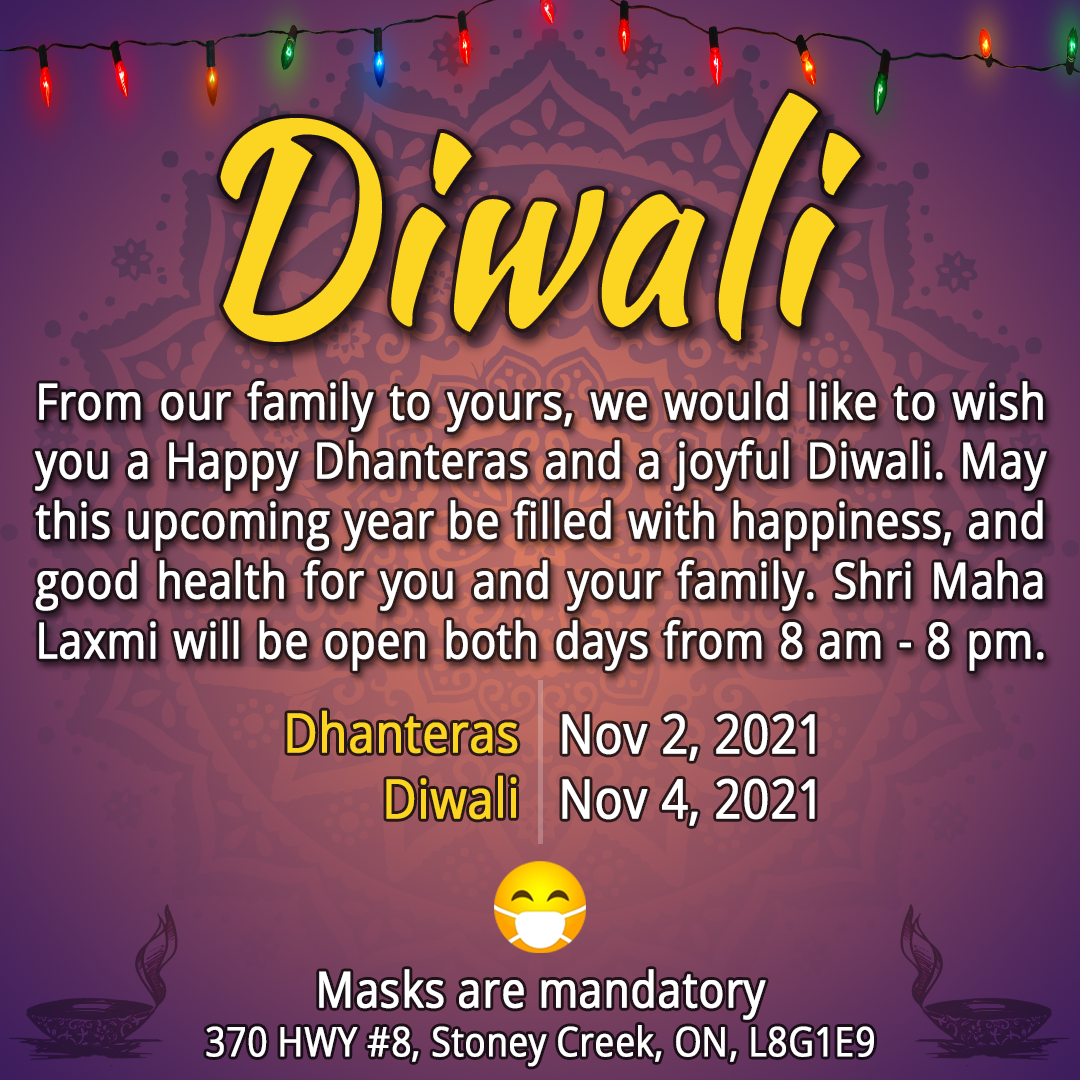 Diwali
From our family to yours, we would like to wish
you a Happy Dhanteras and a joyful Diwali. May
this upcoming year be filled with happiness, and
good health for you and your family. Shri Maha
Laxmi will be open both days from 8 am - 8 pm.
Dhanteras Nov 2, 2021
Diwali Nov 4, 2021
Masks are mandatory
370 HWY #8, Stoney Creek, ON, L8G1E9